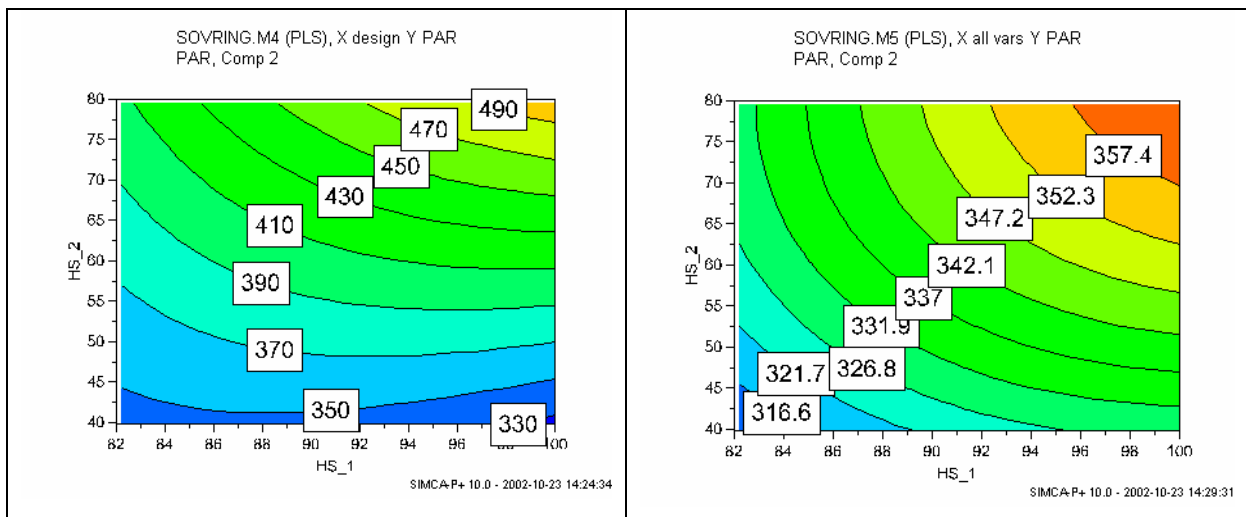 SOVRING.M4 (PLS), X design Y PAR
PAR, Comp 2
80
75
70
65
60
55
50
45
40
HS_2
490
470
450
430
410
390
370
350
330
82 84 86 88 90 92 94 96 98 100
HS_1
SIMCA-P+ 10.0 - 2002-10-23 14:24:34
SOVRING.M5 (PLS), X all vars Y PAR
PAR, Comp 2
80
70
60
50
40
HS_2
357.4
352.3
347.2
342.1
337
331.9
326.8
321.7
316.6
82 84 86 88 90 92 94 96 98 100
HS_1
SIMCA-P+ 10.0 - 2002-10-23 14:29:31